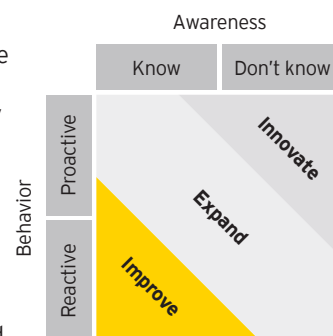 Awareness
Know
Don't know
Behavior
Proactive
Reactive
Innovate
Expand
Improve